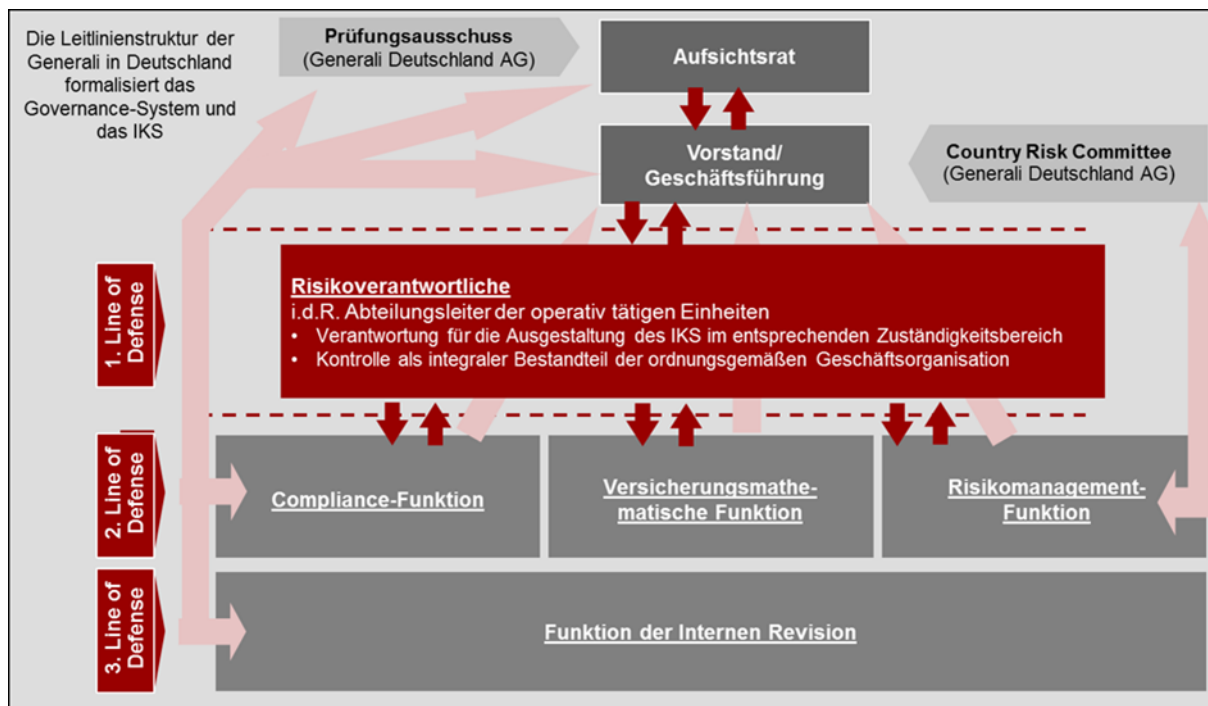 Die Leitlinienstruktur der
Generali in Deutschland
formalisiert das
Governance-System und
das IKS
Prüfungsausschuss
(Generali Deutschland AG)
Aufsichtsrat
Vorstand/
Geschäftsführung
Country Risk Committee
(Generali Deutschland AG)
1. Line of
Defense
Risikoverantwortliche
i.d.R. Abteilungsleiter der operativ tätigen Einheiten
• Verantwortung für die Ausgestaltung des IKS im entsprechenden Zuständigkeitsbereich
• Kontrolle als integraler Bestandteil der ordnungsgemäßen Geschäftsorganisation
2. Line of
Defense
Compliance-Funktion
Versicherungsmathe-
matische Funktion
Risikomanagement-
Funktion
3. Line of
Defense
Funktion der Internen Revision